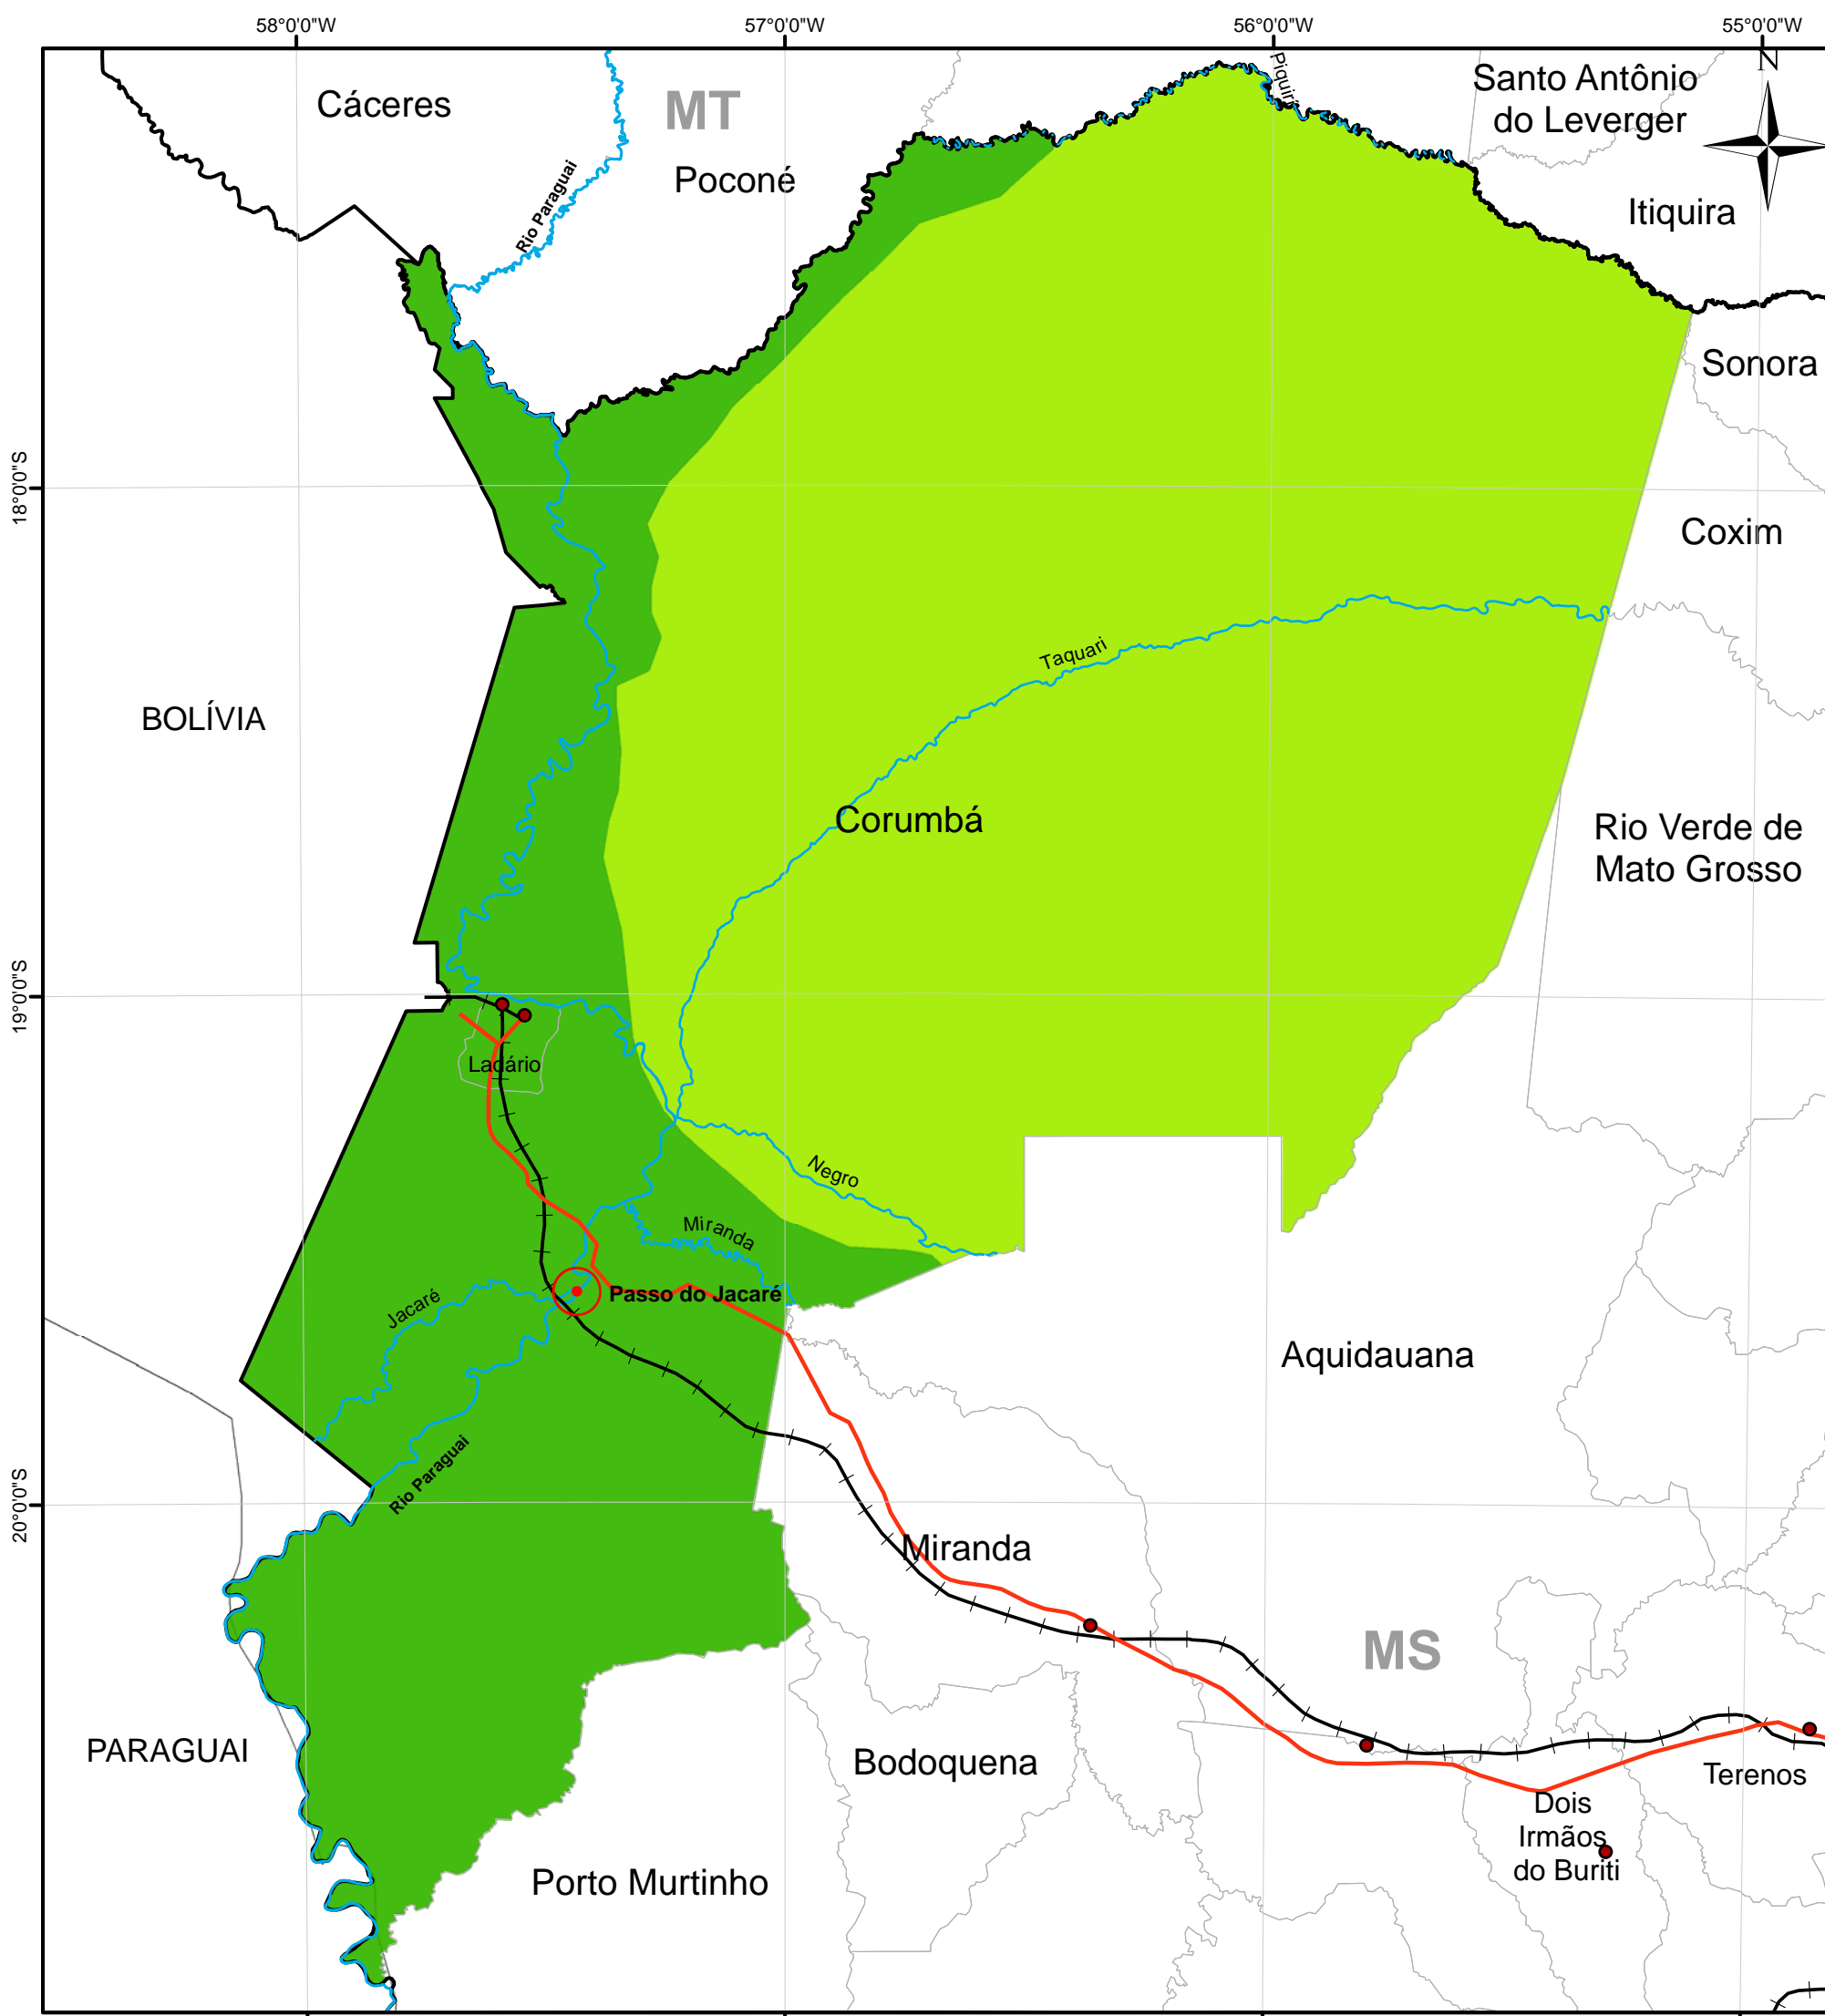 58°0'0"W
57°0'0"W
56°0'0"W
55°0'0"W
N
Cáceres
MT
Poconé
Rio Paraguai
Piquiri
Santo Antônio
do Leverger
Itiquira
Sonora
18°0'0"S
Coxim
Taquari
BOLÍVIA
Corumbá
Rio Verde de
Mato Grosso
19°0'0"S
Ladário
Negro
Miranda
Passo do Jacaré
Jacaré
Aquidauana
Rio Paraguai
20°0'0"S
Miranda
MS
PARAGUAI
Bodoquena
Terenos
Dois
Irmãos
do Buriti
Porto Murtinho